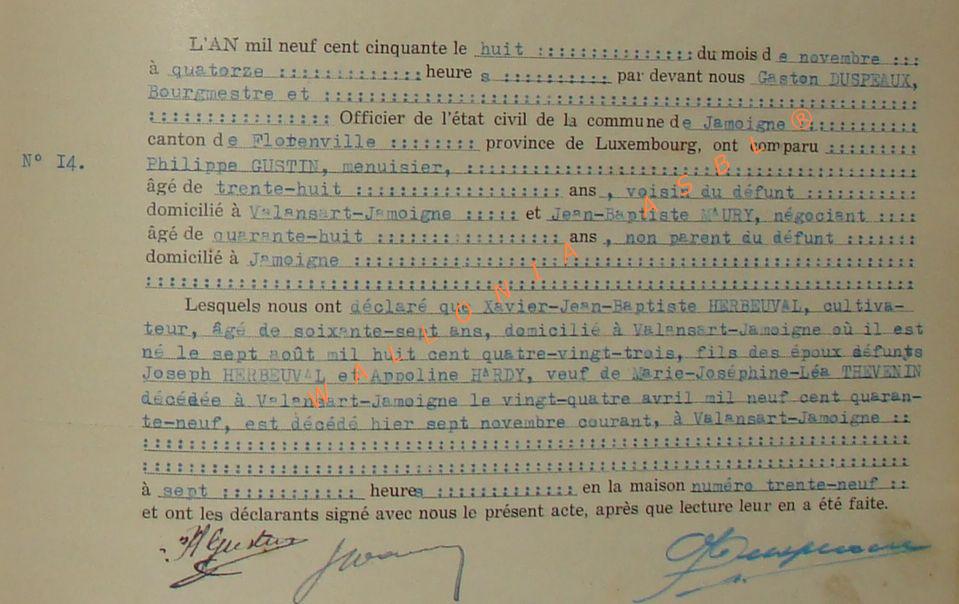 L'AN mil neuf cent cinquante le huit :::::::::::::::: du mois d e novembre :::
à quatorze ::::::::::::: heure s :::::::::: par devant nous Gaston DUSPEAUX,
Bourgmestre et ::::::::::::::::::::::::::::::::::::::::::::::::::::::::::::
:::::::::::::::: Officier de l'état civil de la commune de Jamoigne :::::::::::
canton de Florenville :::::::: province de Luxembourg, ont comparu :::::::::
N° I4.
Philippe GUSTIN, menuisier, :::::::::::::::::::::::::::::::::::::::::::::
âgé de trente-huit :::::::::::::::::::: ans , voisin du défunt :::::::::::
domicilié à Valansart-Jamoigne ::::: et Jean-Baptiste MAURY, négociant ::::
âgé de quarante-huit :::::::::::::::::: ans , non parent du défunt :::::::
domicilié à Jamoigne :::::::::::::::::::::::::::::::::::::::::::::::::::::::
::::::::::::::::::::::::::::::::::::::::::::::::::::::::::::::::::::::::::::
Lesquels nous ont déclaré que Xavier-Jean-Baptiste HERBEUVAL, cultiva-
teur, âgé de soixante-sept ans, domicilié à Valansart-Jamoigne où il est
né le sept août mil huit cent quatre-vingt-trois, fils des époux défunts
Joseph HERBEUVAL et Appoline HARDY, veuf de Marie-Joséphine-Léa THEVENIN
décédée à Valansart-Jamoigne le vingt-quatre avril mil neuf cent quaran-
te-neuf, est décédé hier sept novembre courant, à Valansart-Jamoigne ::
::::::::::::::::::::::::::::::::::::::::::::::::::::::::::::::::::::::::::::
::::::::::::::::::::::::::::::::::::::::::::::::::::::::::::::::::::::::::::
à sept :::::::::::: heures :::::::::::: en la maison numéro trente-neuf ::
et ont les déclarants signé avec nous le présent acte, après que lecture leur en a été faite.
Gustin
WALLONIA ASBL ®